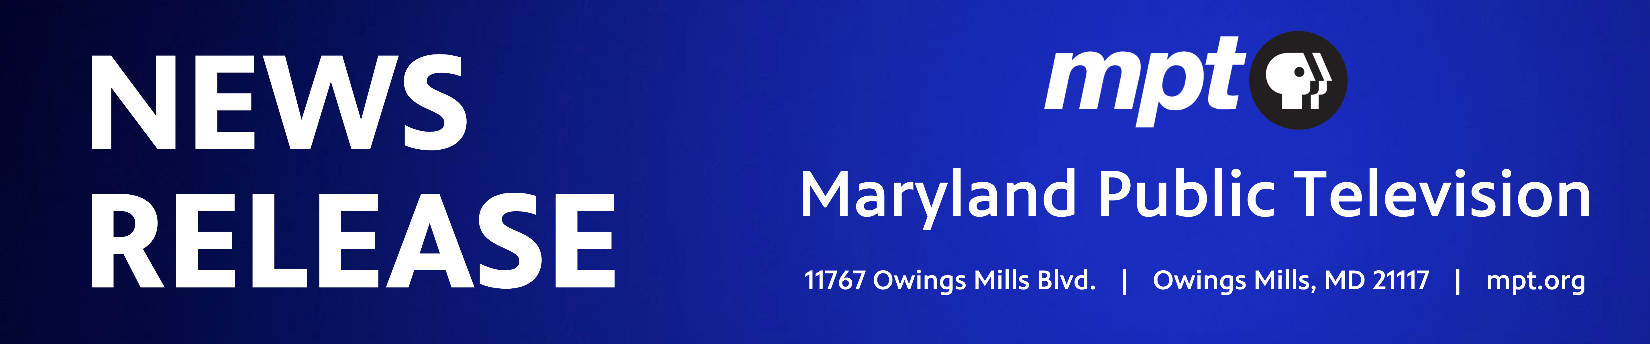 NEWS
RELEASE
mpt
Maryland Public Television
11767 Owings Mills Blvd. | Owings Mills, MD 21117 | mpt.org